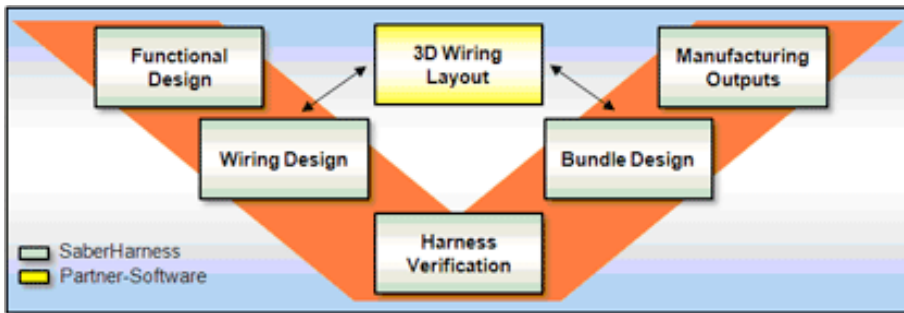 Functional
Design
3D Wiring
Layout
Manufacturing
Outputs
Wiring Design
Bundle Design
Harness
Verification
SaberHarness
Partner-Software